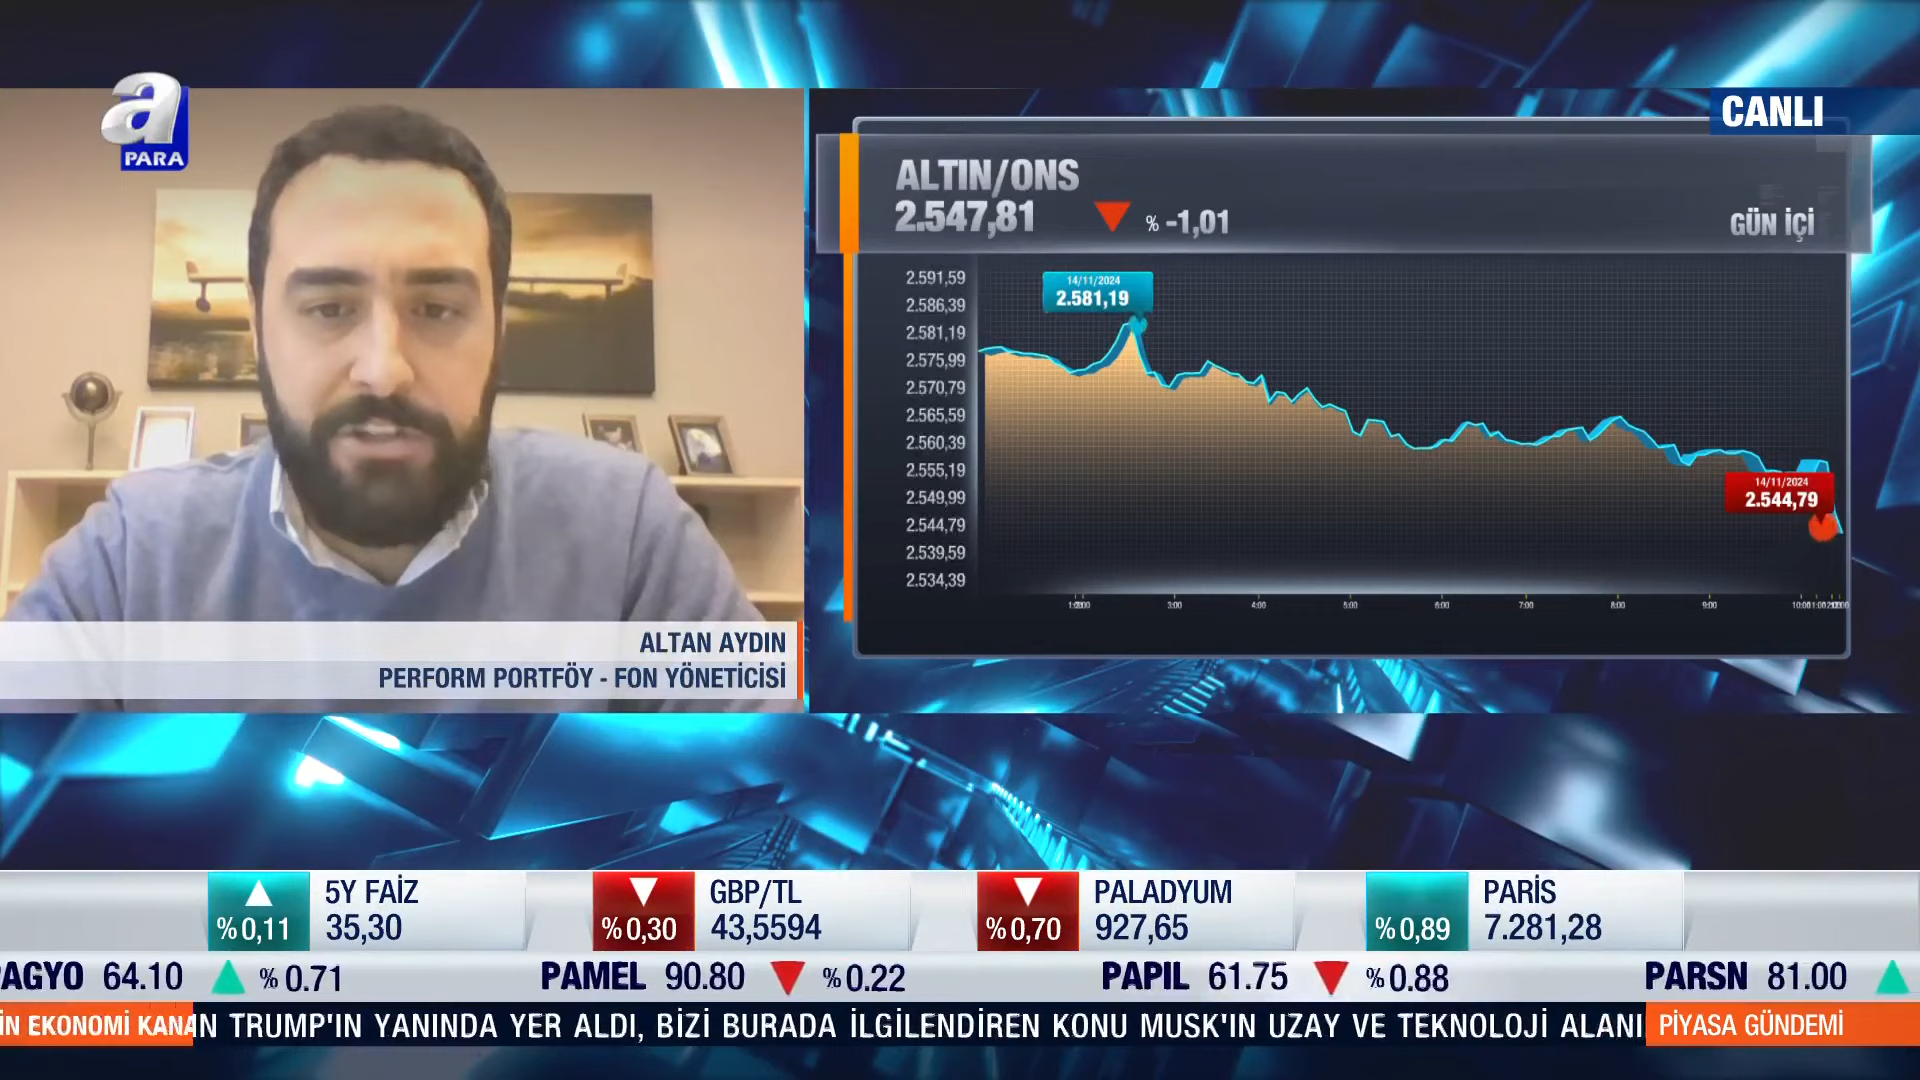 a
PARA
CANLI
ALTIN/ONS
2.547,81 % -1,01
GÜN İÇİ
2.591,59
2.586,39
2.581,19
2.575,99
2.570,79
2.565,59
2.560,39
2.555,19
2.549,99
2.544,79
2.539,59
2.534,39
14/11/2024
2.581,19
14/11/2024
2.544,79
3:00 4:00 5:00 6:00 7:00 8:00 9:00
ALTAN AYDIN
PERFORM PORTFÖY - FON YÖNETİCİSİ
%0,11 5Y FAİZ 35,30
%0,30 GBP/TL 43,5594
%0,70 PALADYUM 927,65
%0,89 PARİS 7.281,28
AGYO 64.10 %0.71 PAMEL 90.80 %0.22 PAPIL 61.75 %0.88 PARSN 81.00
İN EKONOMİ KANA
N TRUMP'IN YANINDA YER ALDI, BİZİ BURADA İLGİLENDİREN KONU MUSK'IN UZAY VE TEKNOLOJİ ALANI
PİYASA GÜNDEMİ